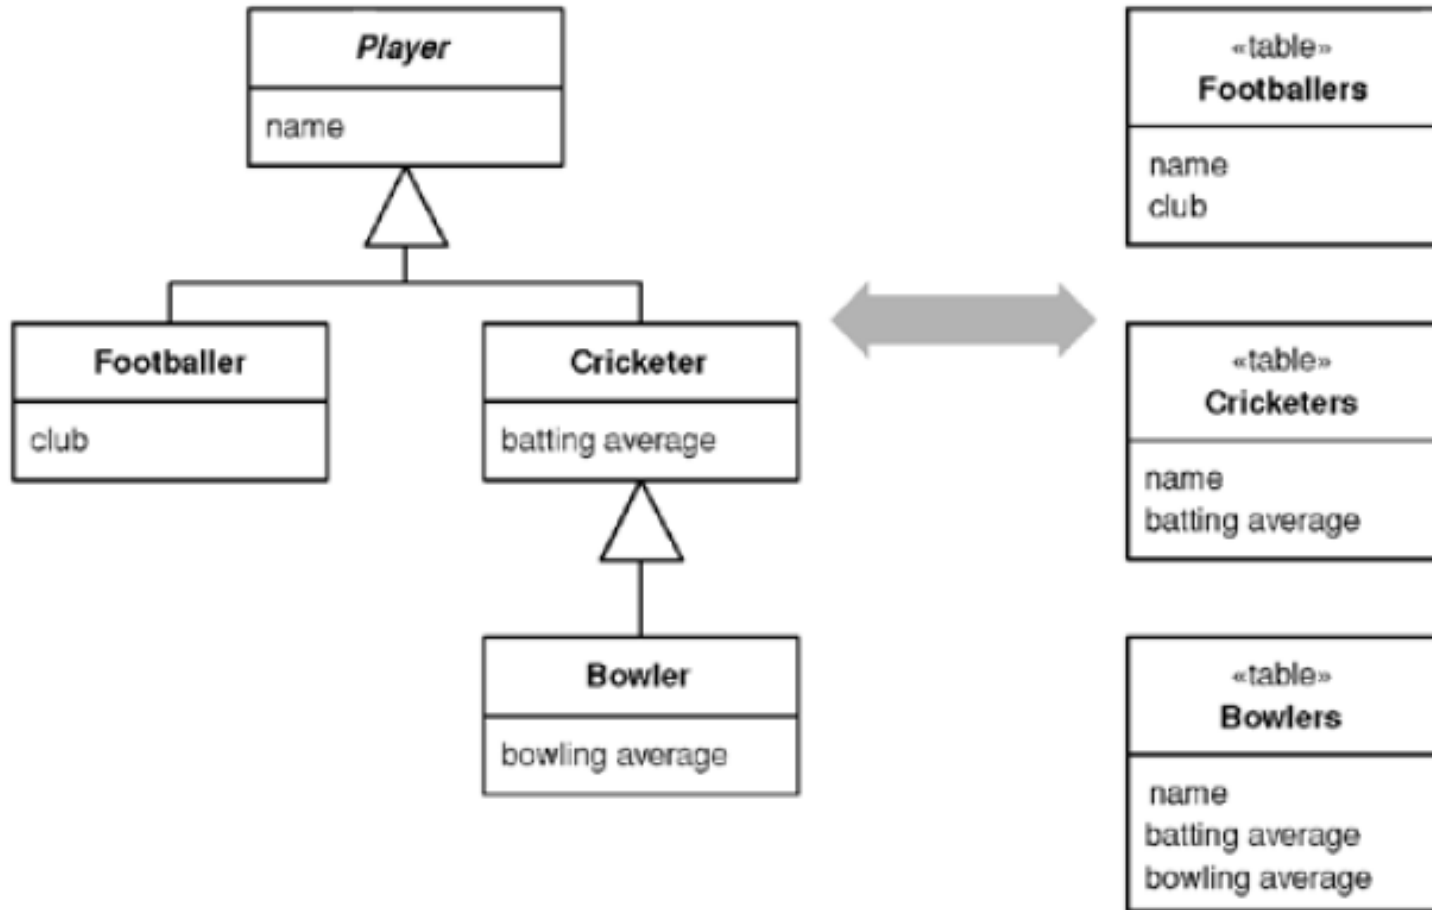 Player
name
Footballer
club
Cricketer
batting average
Bowler
bowling average
«table»
Footballers
name
club
«table»
Cricketers
name
batting average
«table»
Bowlers
name
batting average
bowling average